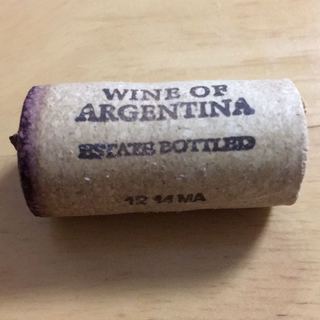 WINE OF
ARGENTINA
ESTATE BOTTLED
12 14 MA